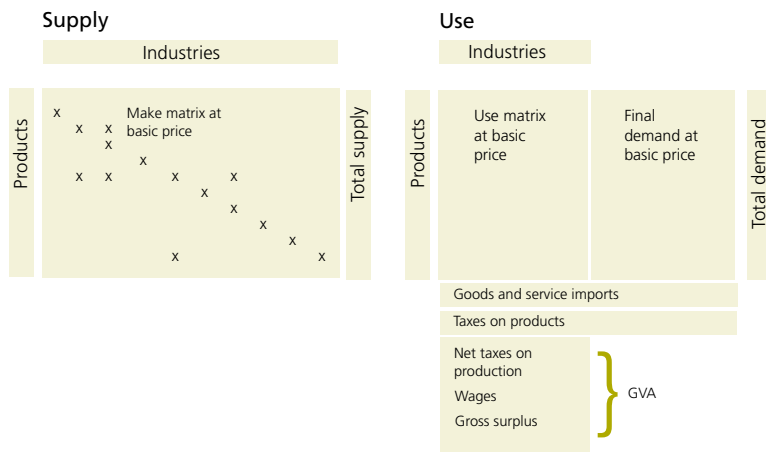 Supply
Industries
Products
Make matrix at
basic price
x
x x
x
x
x x x x
x
x
x
x
x x
Total supply
Use
Industries
Products
Use matrix
at basic
price
Final
demand at
basic price
Total demand
Goods and service imports
Taxes on products
Net taxes on
production
Wages
Gross surplus
GVA